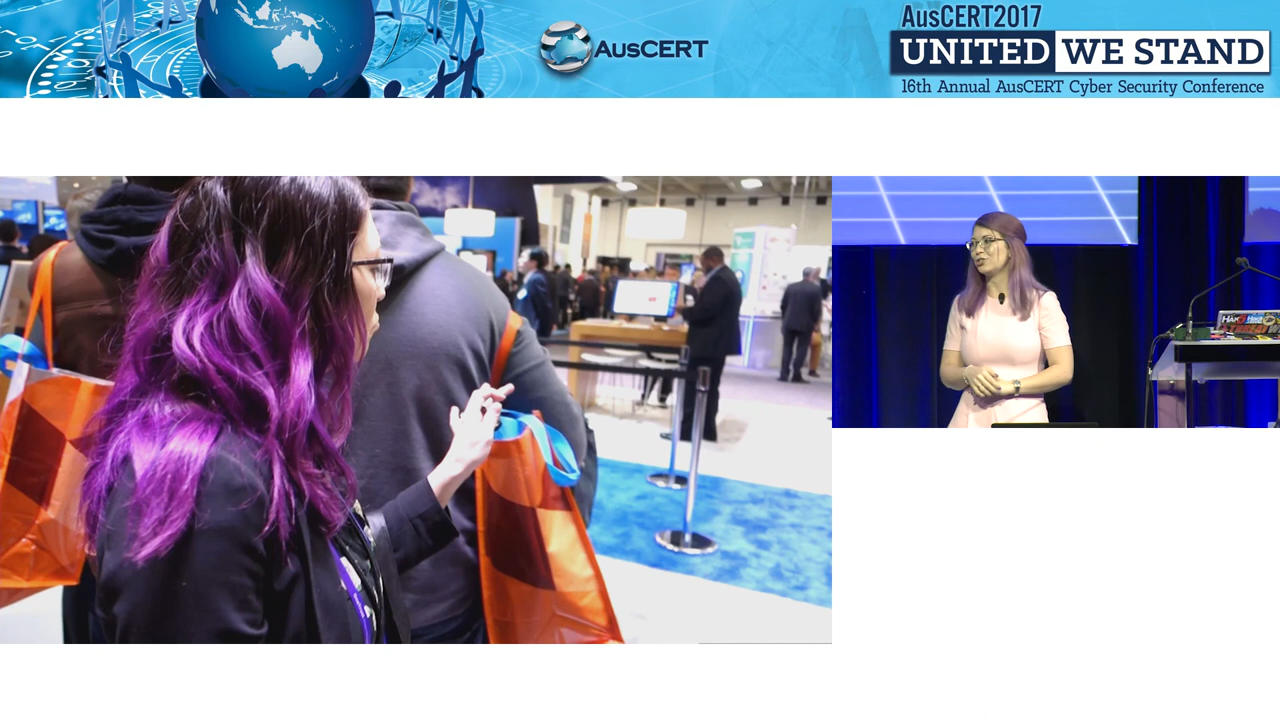 AusCERT
AusCERT2017
UNITED WE STAND
16th Annual AusCERT Cyber Security Conference